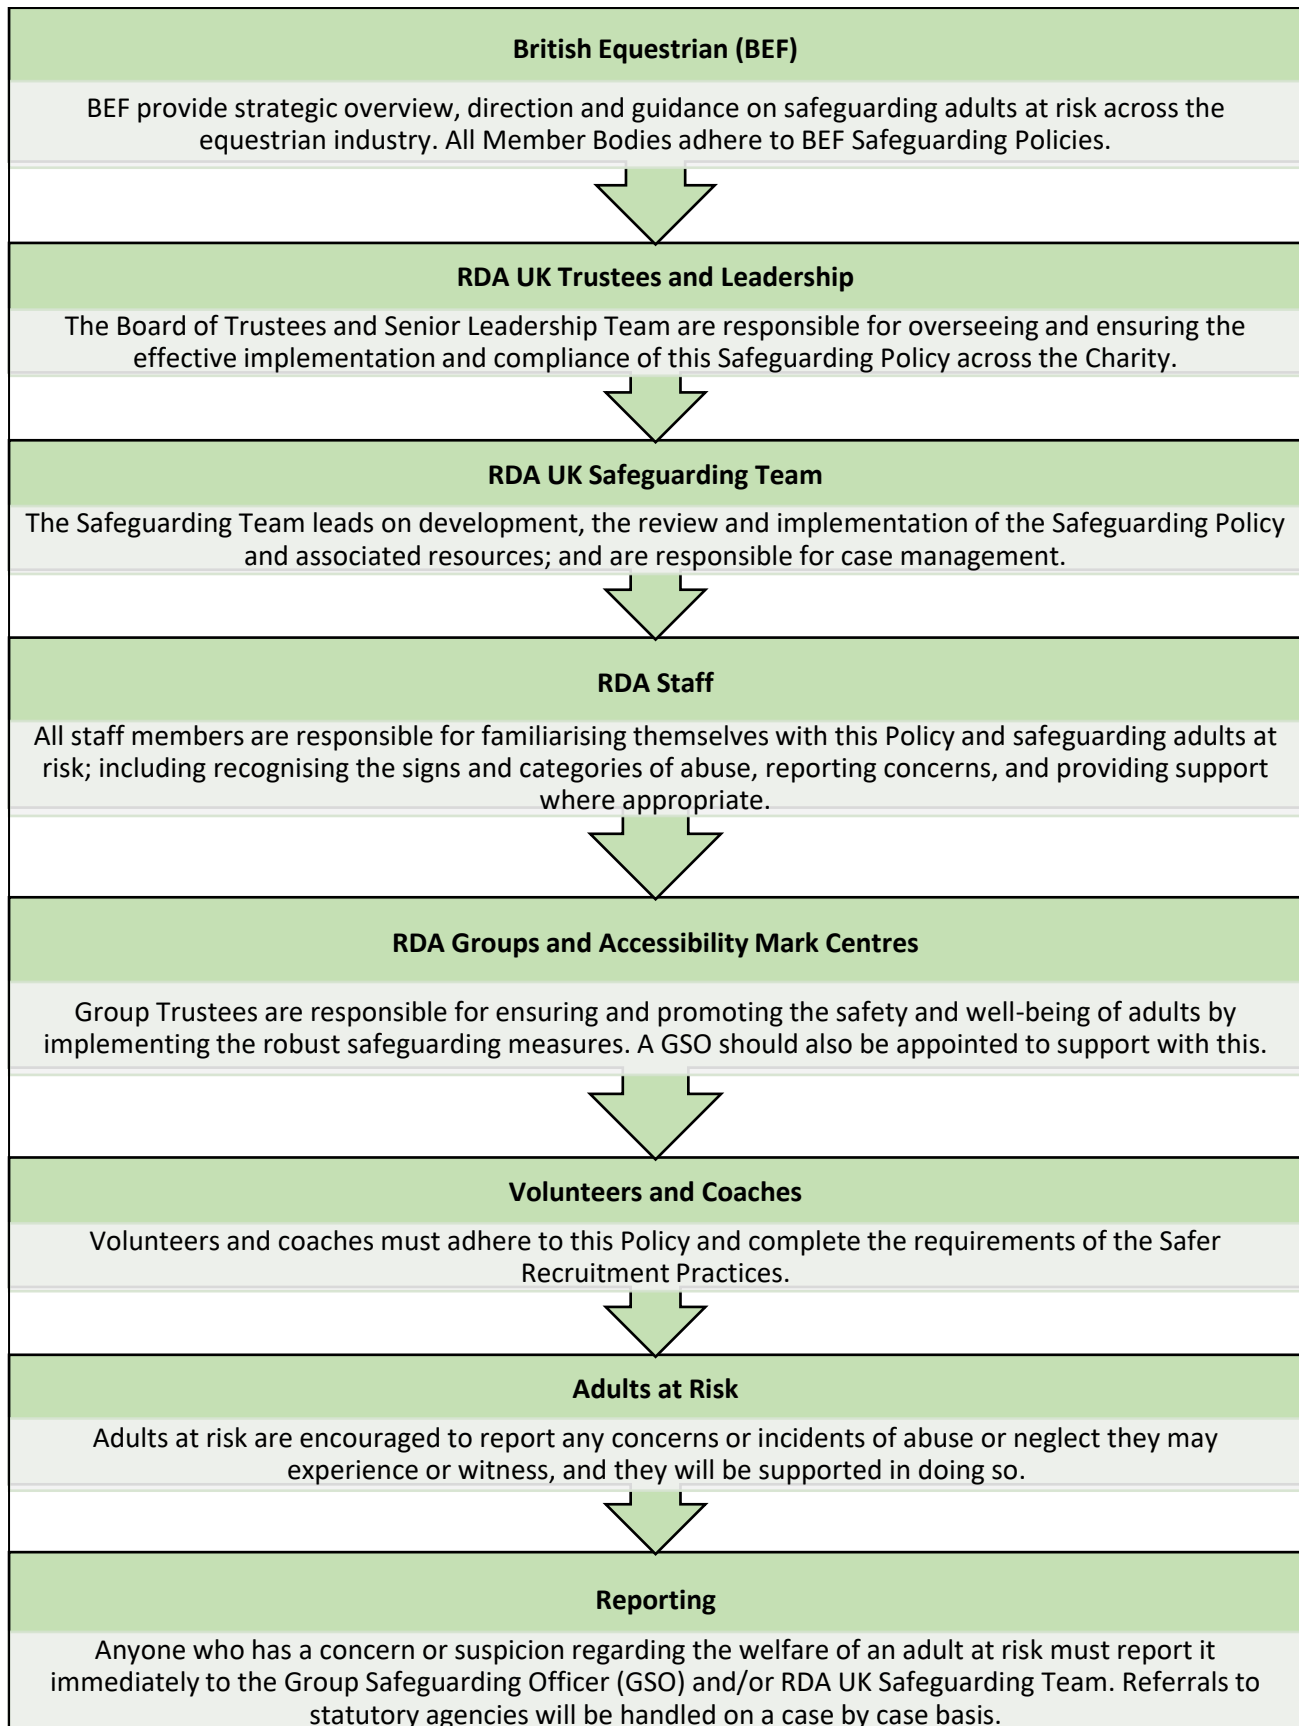 British Equestrian (BEF)
BEF provide strategic overview, direction and guidance on safeguarding adults at risk across the
equestrian industry. All Member Bodies adhere to BEF Safeguarding Policies.
RDA UK Trustees and Leadership
The Board of Trustees and Senior Leadership Team are responsible for overseeing and ensuring the
effective implementation and compliance of this Safeguarding Policy across the Charity.
RDA UK Safeguarding Team
The Safeguarding Team leads on development, the review and implementation of the Safeguarding Policy
and associated resources; and are responsible for case management.
RDA Staff
All staff members are responsible for familiarising themselves with this Policy and safeguarding adults at
risk; including recognising the signs and categories of abuse, reporting concerns, and providing support
where appropriate.
RDA Groups and Accessibility Mark Centres
Group Trustees are responsible for ensuring and promoting the safety and well-being of adults by
implementing the robust safeguarding measures. A GSO should also be appointed to support with this.
Volunteers and Coaches
Volunteers and coaches must adhere to this Policy and complete the requirements of the Safer
Recruitment Practices.
Adults at Risk
Adults at risk are encouraged to report any concerns or incidents of abuse or neglect they may
experience or witness, and they will be supported in doing so.
Reporting
Anyone who has a concern or suspicion regarding the welfare of an adult at risk must report it
immediately to the Group Safeguarding Officer (GSO) and/or RDA UK Safeguarding Team. Referrals to
statutory agencies will be handled on a case by case basis.